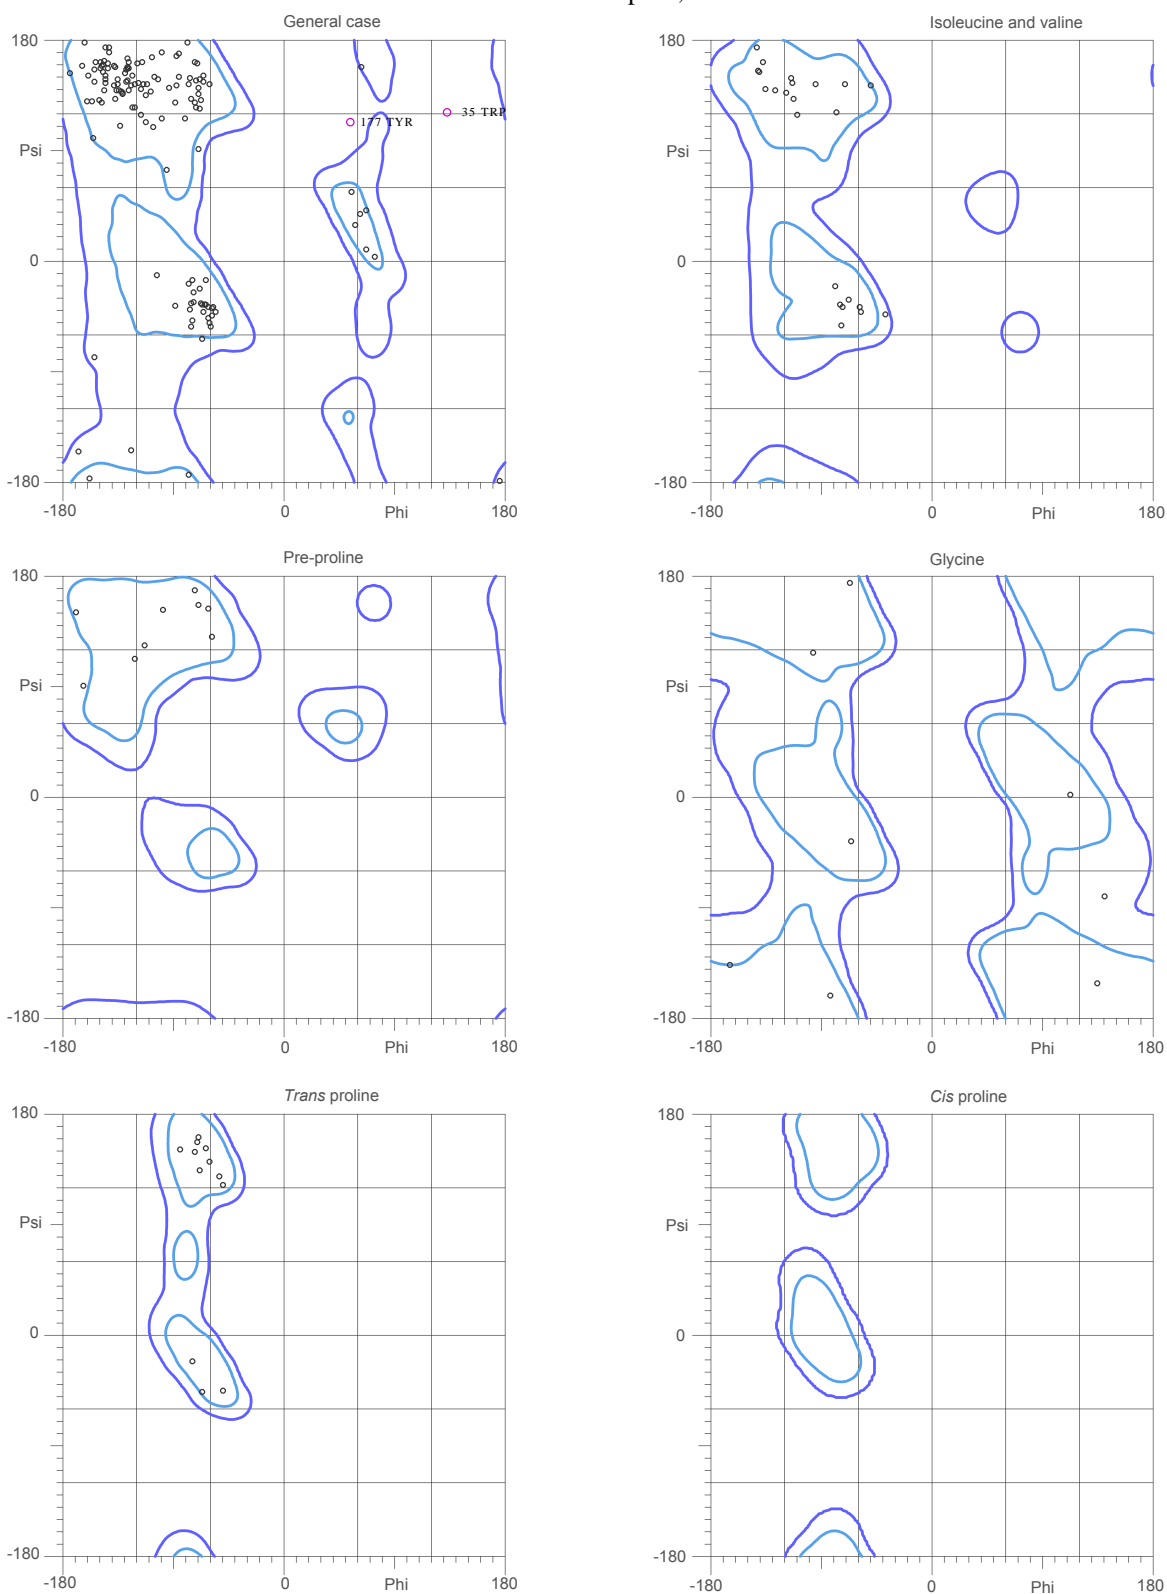 General case
180
Psi
0
-180
-180
0
Phi
180
177 TYR
35 TRP
Isoleucine and valine
180
Psi
0
-180
-180
0
Phi
180
Pre-proline
180
Psi
0
-180
-180
0
Phi
180
Glycine
180
Psi
0
-180
-180
0
Phi
180
Trans proline
180
Psi
0
-180
-180
0
Phi
180
Cis proline
180
Psi
0
-180
-180
0
Phi
180